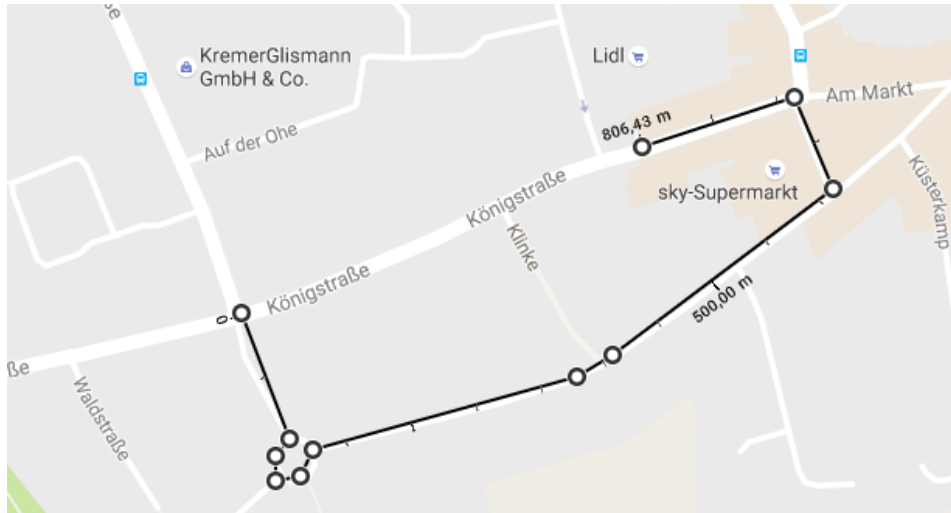 Straße
KremerGlismann
GmbH & Co.
Lidl
Am Markt
806,43 m
Auf der Ohe
sky-Supermarkt
Küsterkamp
Königstraße
Klinke
Königstraße
0
500,00 m
ße
Waldstraße